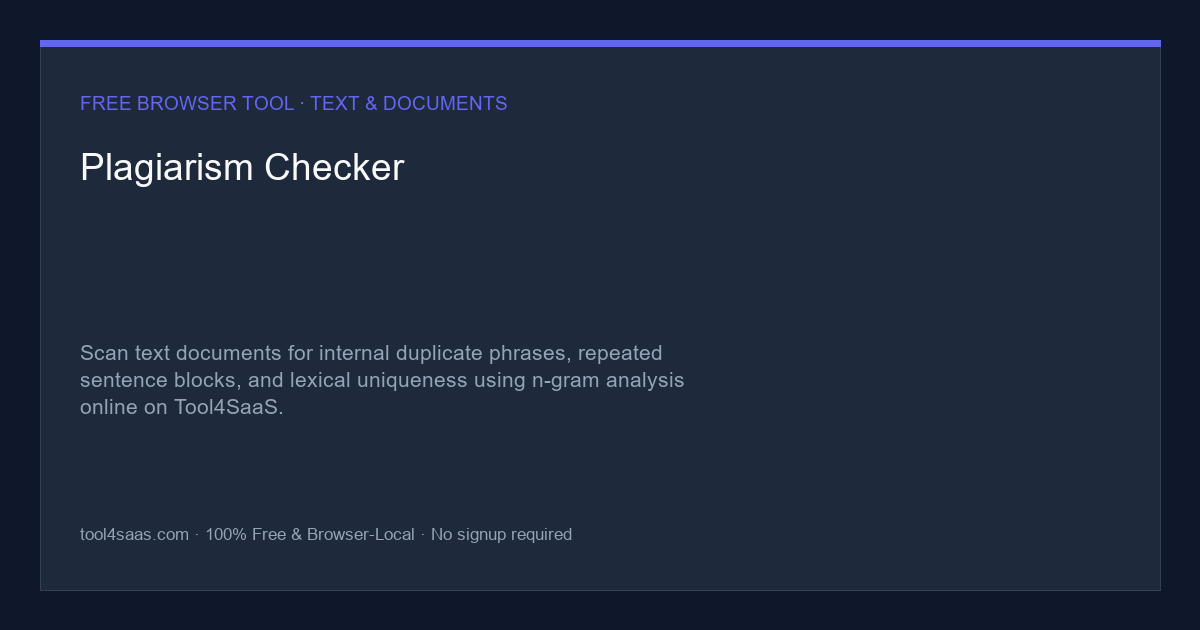 FREE BROWSER TOOL · TEXT & DOCUMENTS
Plagiarism Checker
Scan text documents for internal duplicate phrases, repeated
sentence blocks, and lexical uniqueness using n-gram analysis
online on Tool4SaaS.
tool4saas.com · 100% Free & Browser-Local · No signup required